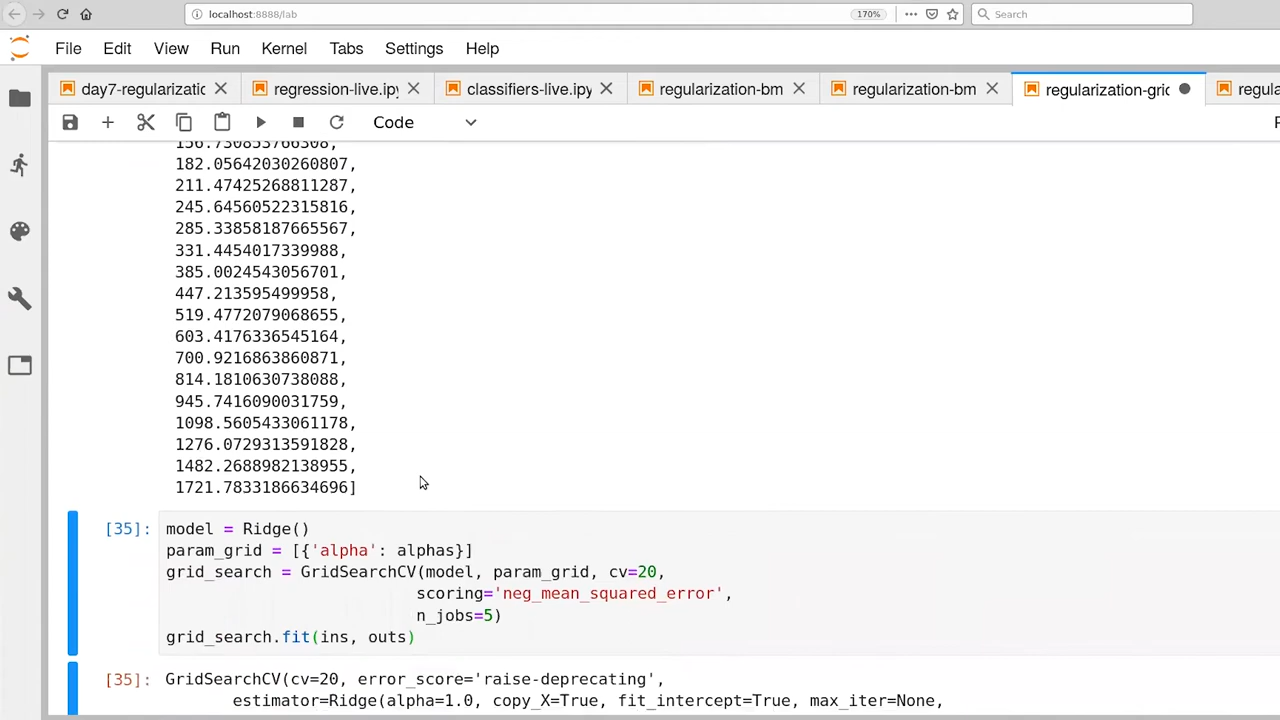 localhost:8888/lab
170%
Search
File Edit View Run Kernel Tabs Settings Help
day7-regularizatic
regression-live.ipy
classifiers-live.ipy
regularization-bm
regularization-bm
regularization-gric
regula
Code
156.730853766308,
182.05642030260807,
211.47425268811287,
245.64560522315816,
285.33858187665567,
331.4454017339988,
385.0024543056701,
447.213595499958,
519.4772079068655,
603.4176336545164,
700.9216863860871,
814.1810630738088,
945.7416090031759,
1098.5605433061178,
1276.0729313591828,
1482.2688982138955,
1721.7833186634696]
[35]: model = Ridge()
param_grid = [{'alpha': alphas}]
grid_search = GridSearchCV(model, param_grid, cv=20,
scoring='neg_mean_squared_error',
n_jobs=5)
grid_search.fit(ins, outs)
[35]: GridSearchCV(cv=20, error_score='raise-deprecating',
estimator=Ridge(alpha=1.0, copy_X=True, fit_intercept=True, max_iter=None,